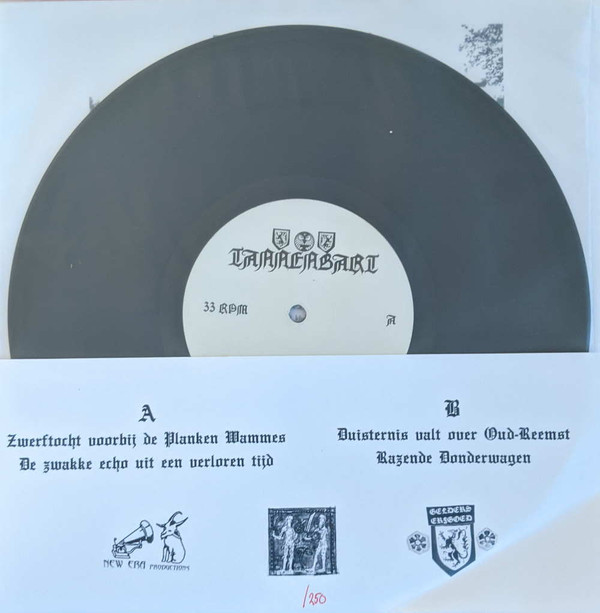 TANNENBART
33 RPM
A
A
Zwerftocht voorbij de Planken Wammes
De zwakke echo uit een verloren tijd
B
Duisternis valt over Oud-Reemst
Razende Donderwagen
NEW ERA PRODUCTIONS
GELDERS
ERFGOED
/250